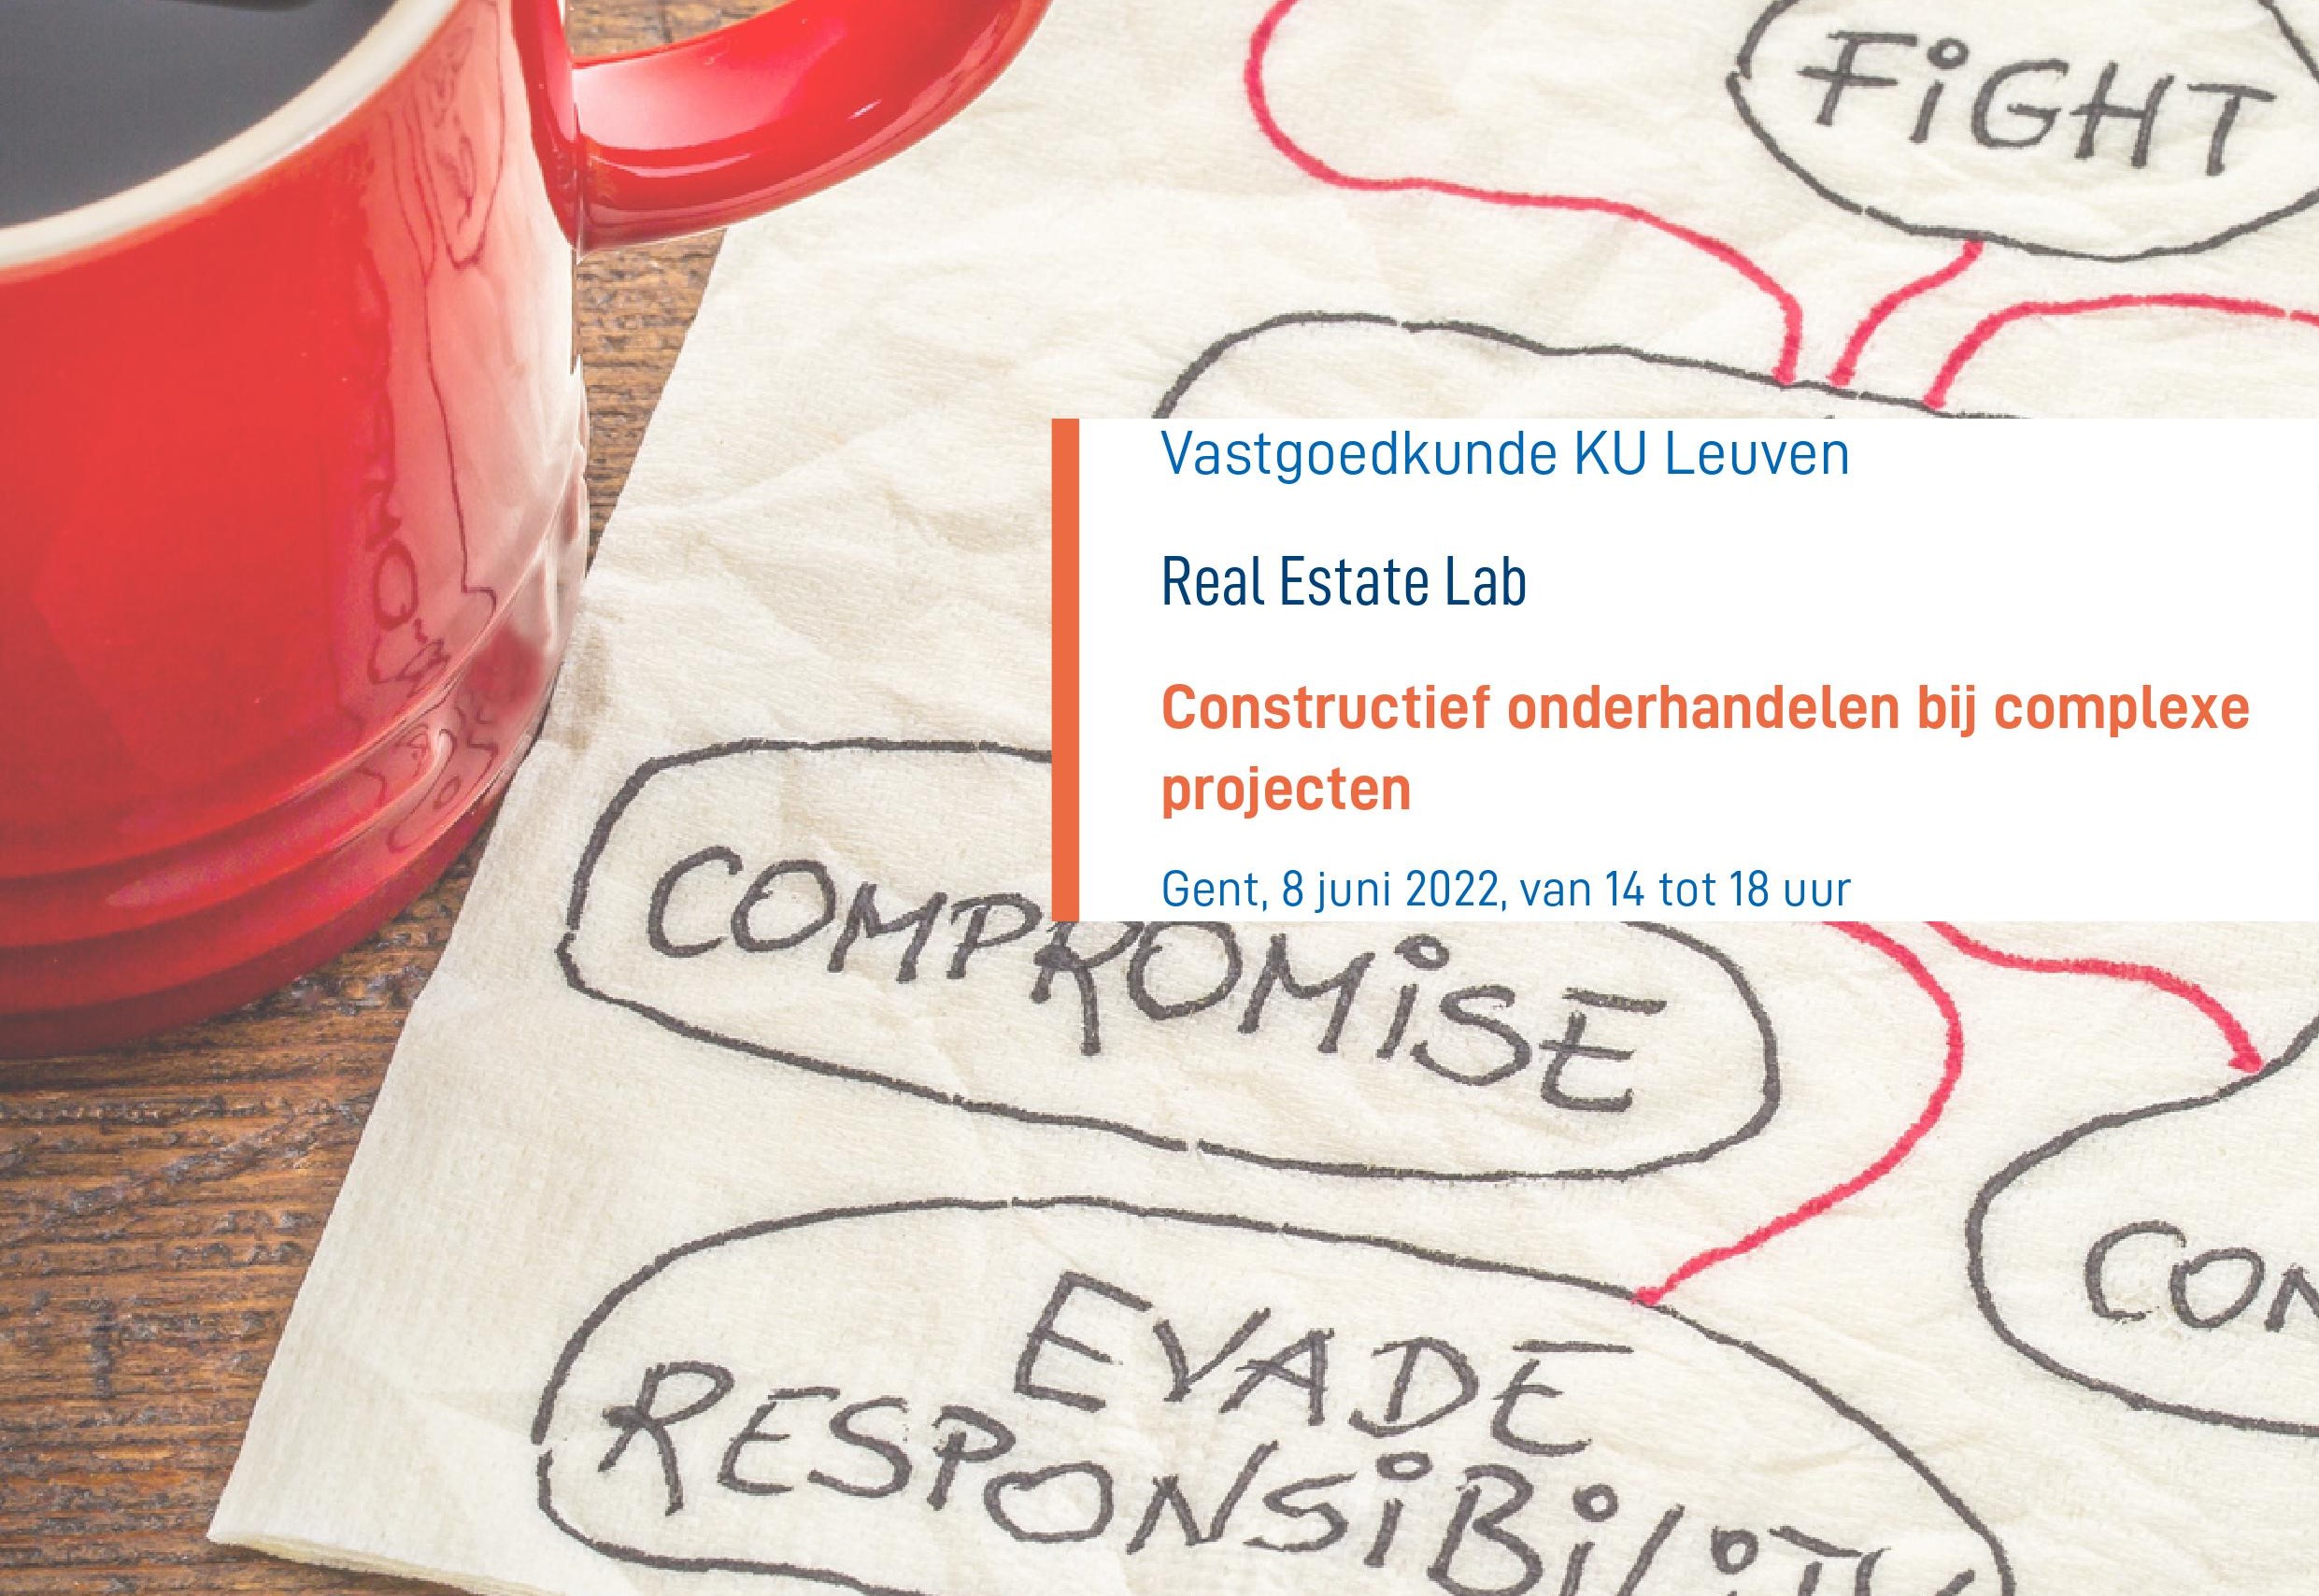 FiGHT
Vastgoedkunde KU Leuven
Real Estate Lab
Constructief onderhandelen bij complexe
projecten
Gent, 8 juni 2022, van 14 tot 18 uur
COMPROMiSE
EVADE
RESPONSiBiLiTY